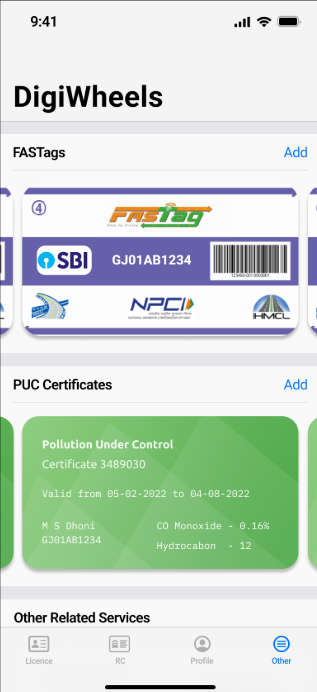 9:41
DigiWheels
FASTags
Add
4
FASTag
SBI
GJ01AB1234
NPCI
IHMCL
PUC Certificates
Add
Pollution Under Control
Certificate 3489030
Valid from 05-02-2022 to 04-08-2022
M S Dhoni
CO Monoxide - 0.16%
GJ01AB1234
Hydrocabon - 12
Other Related Services
Licence
RC
Profile
Other